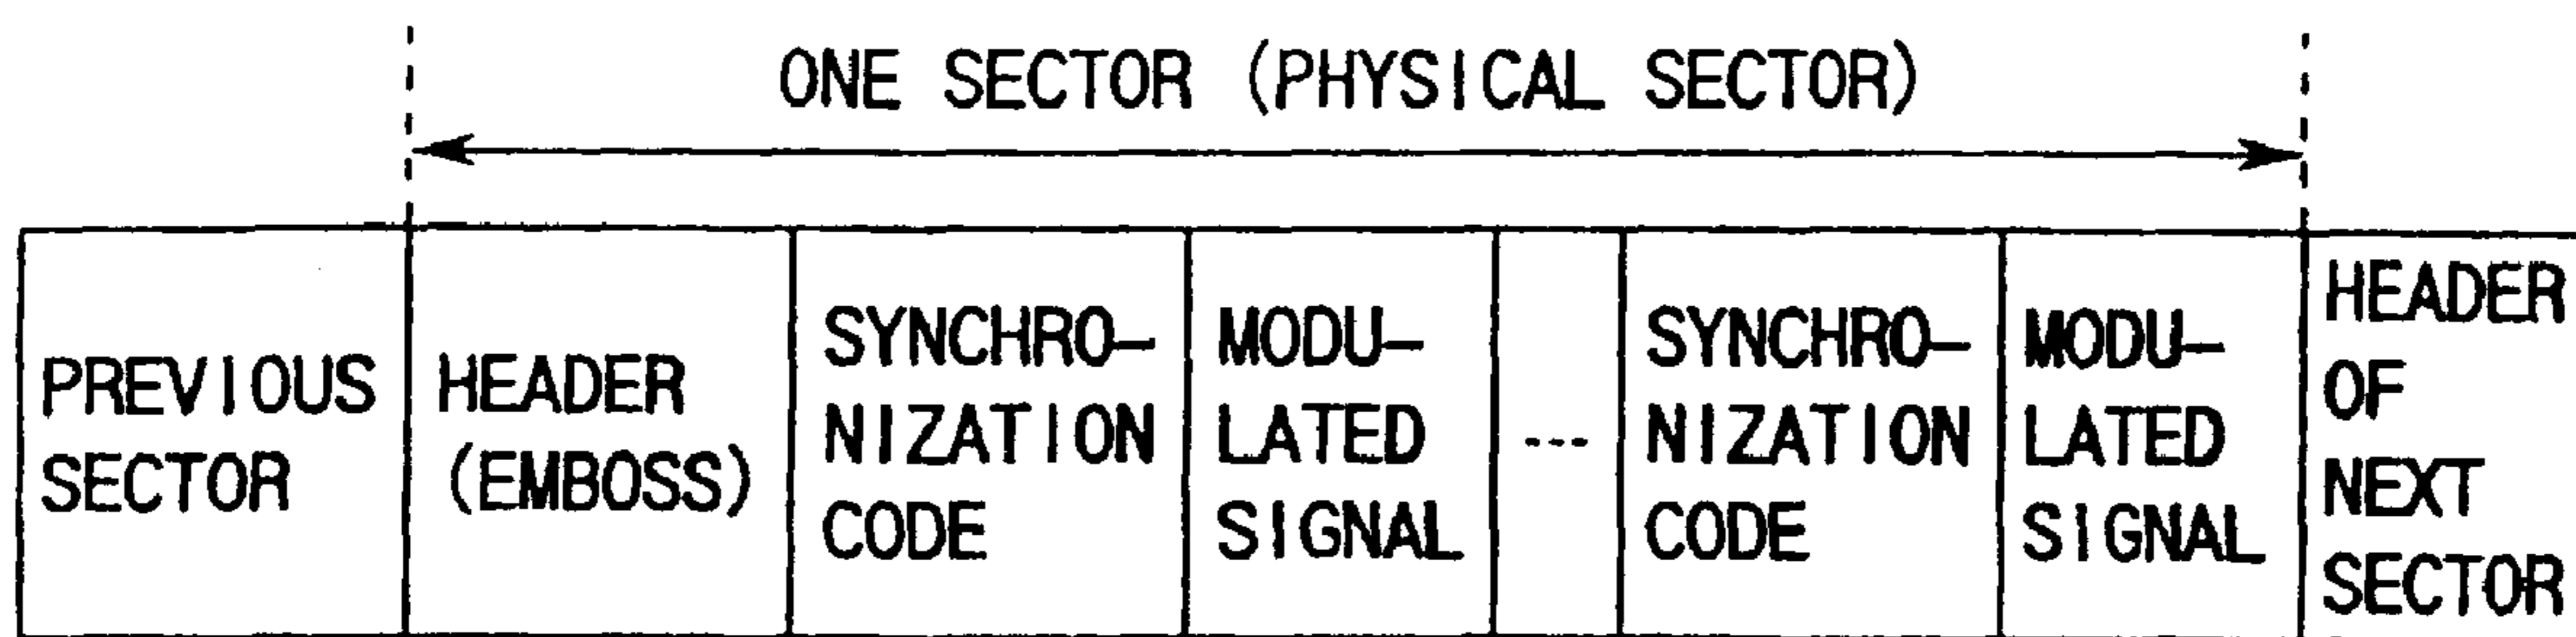 ONE SECTOR (PHYSICAL SECTOR)
PREVIOUS
SECTOR
HEADER
(EMBOSS)
SYNCHRO–
NIZATION
CODE
MODU–
LATED
SIGNAL
---
SYNCHRO–
NIZATION
CODE
MODU–
LATED
SIGNAL
HEADER
OF
NEXT
SECTOR